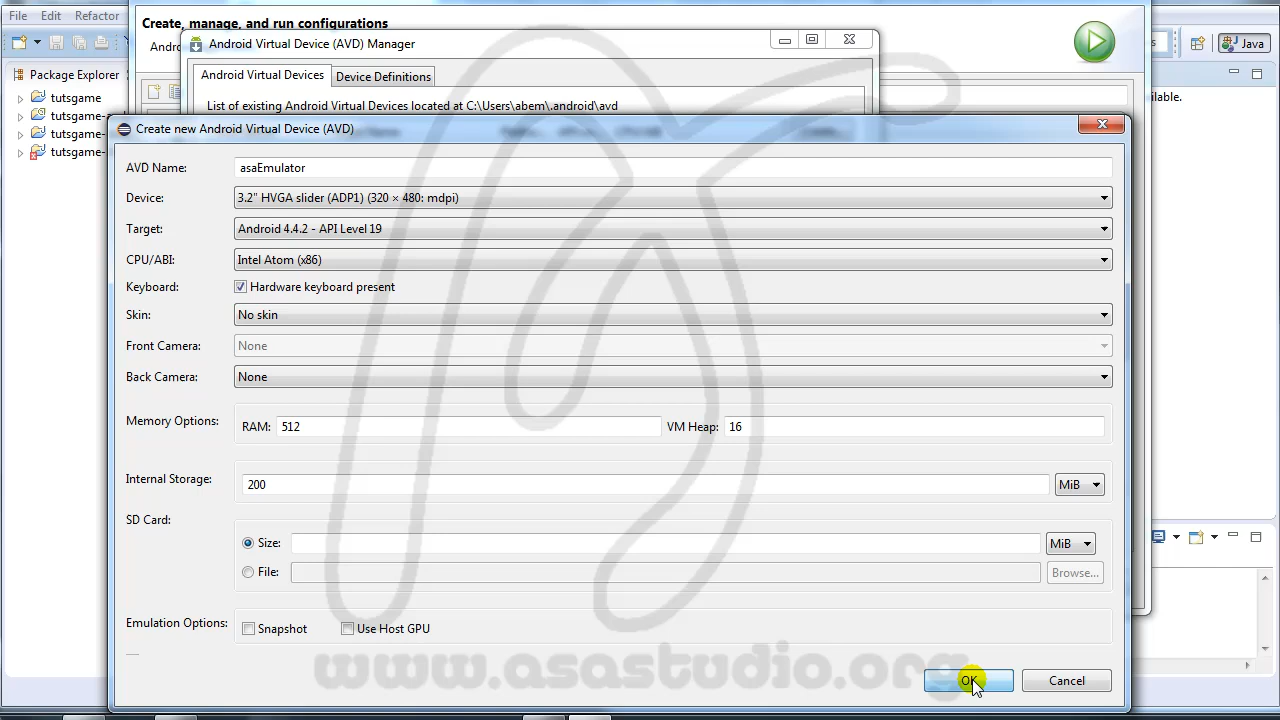 File Edit Refactor
Create, manage, and run configurations
Andro
Android Virtual Device (AVD) Manager
Java
Package Explorer
Android Virtual Devices Device Definitions
tutsgame
List of existing Android Virtual Devices located at C:\Users\abem\.android\avd
ilable.
tutsgame-
tutsgame-
Create new Android Virtual Device (AVD)
AVD Name: asaEmulator
Device: 3.2" HVGA slider (ADP1) (320 × 480: mdpi)
Target: Android 4.4.2 - API Level 19
CPU/ABI: Intel Atom (x86)
Keyboard: Hardware keyboard present
Skin: No skin
Front Camera: None
Back Camera: None
Memory Options: RAM: 512 VM Heap: 16
Internal Storage: 200 MiB
SD Card:
Size: MiB
File: Browse...
Emulation Options: Snapshot Use Host GPU
www.asastudio.org
OK Cancel